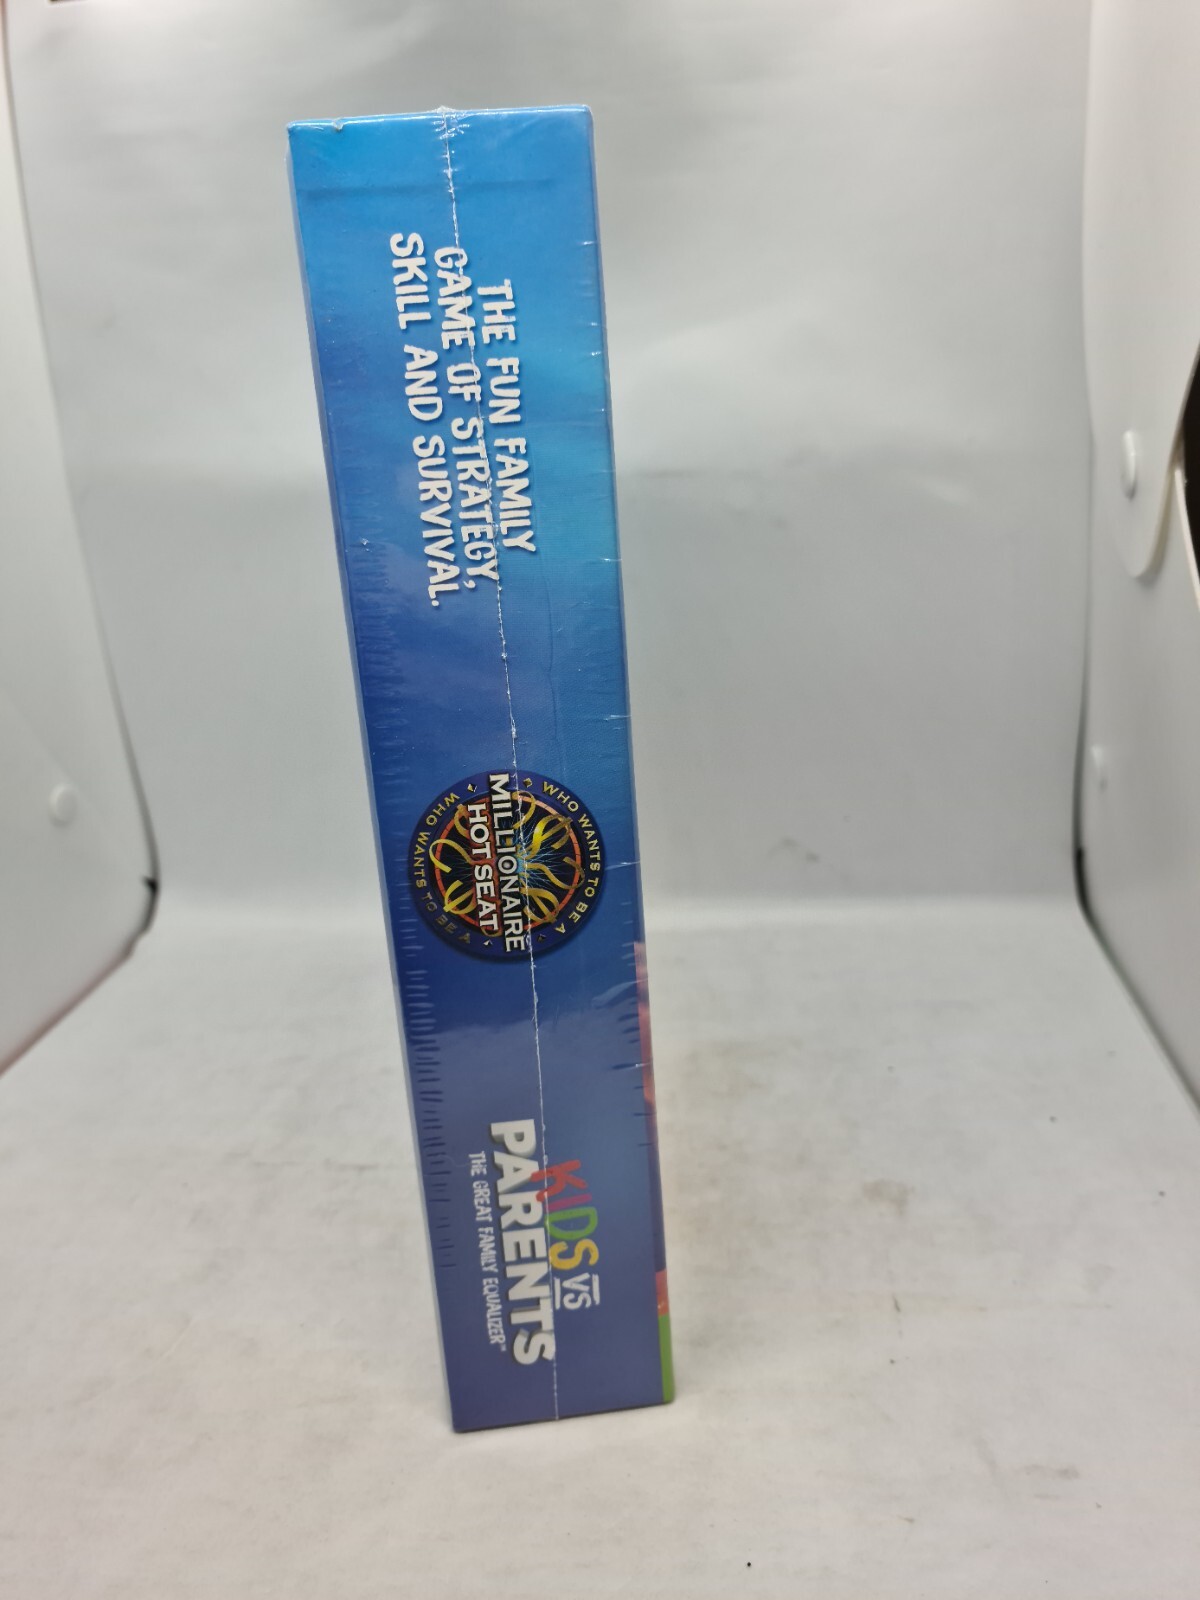 THE FUN FAMILY
GAME OF STRATEGY,
SKILL AND SURVIVAL.
WHO WANTS TO BE A
MILLIONAIRE
HOT SEAT
WHO WANTS TO BE A
KIDS VS
PARENTS
THE GREAT FAMILY EQUALIZER™